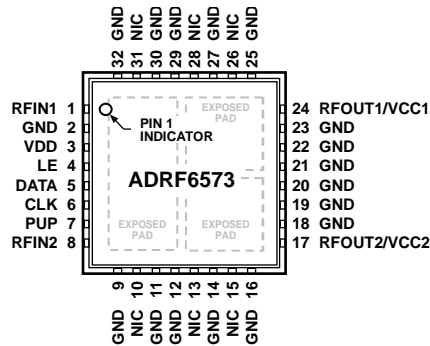 32 GND
31 NIC
30 GND
29 GND
28 NIC
27 GND
26 NIC
25 GND
RFIN1 1
GND 2
VDD 3
LE 4
DATA 5
CLK 6
PUP 7
RFIN2 8
PIN 1
INDICATOR
EXPOSED
PAD
ADRF6573
EXPOSED
PAD
EXPOSED
PAD
24 RFOUT1/VCC1
23 GND
22 GND
21 GND
20 GND
19 GND
18 GND
17 RFOUT2/VCC2
GND 9
NIC 10
GND 11
GND 12
NIC 13
GND 14
NIC 15
GND 16